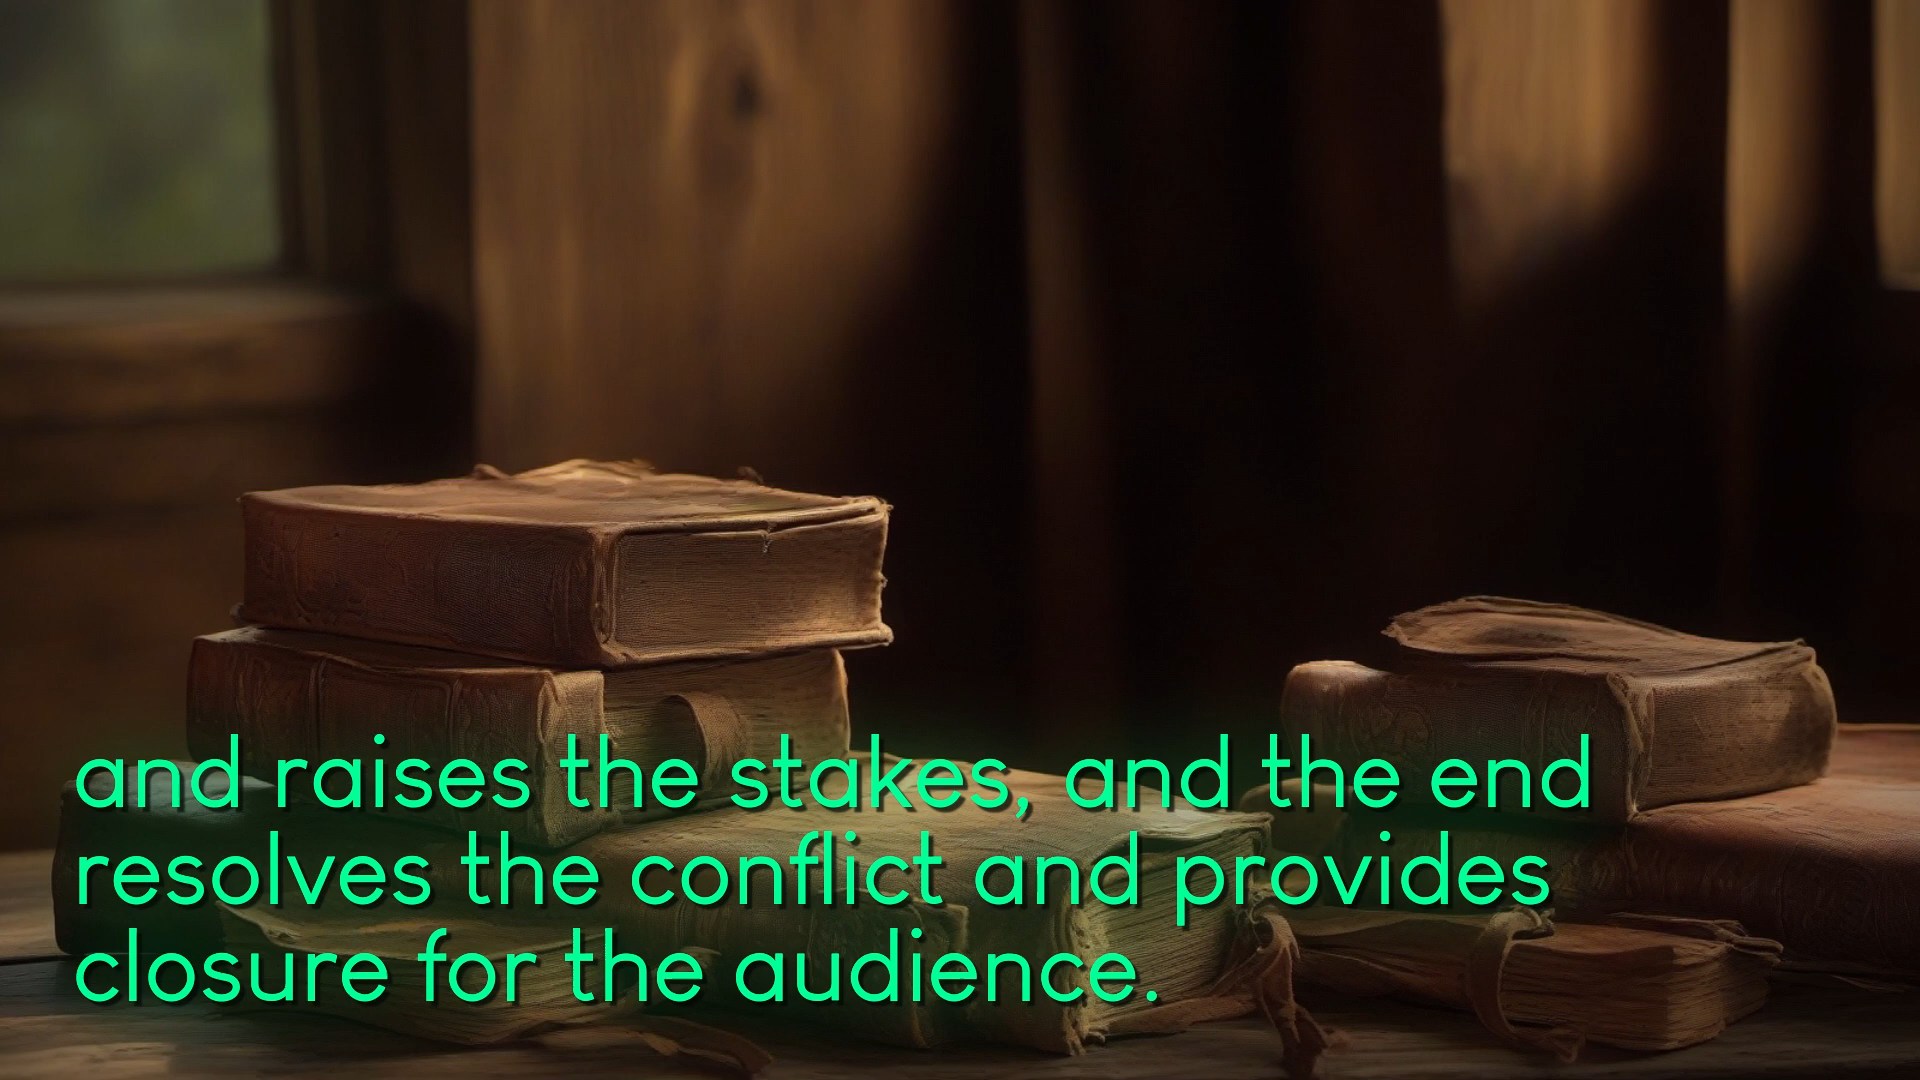 and raises the stakes, and the end
resolves the conflict and provides
closure for the audience.